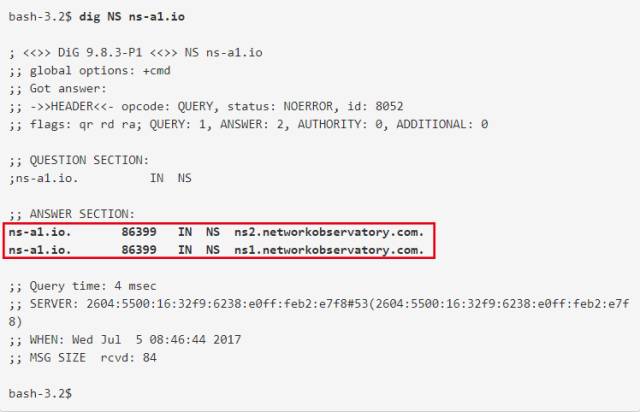 bash-3.2$ dig NS ns-a1.io
; <<>> DiG 9.8.3-P1 <<>> NS ns-a1.io
;; global options: +cmd
;; Got answer:
;; ->>HEADER<<- opcode: QUERY, status: NOERROR, id: 8052
;; flags: qr rd ra; QUERY: 1, ANSWER: 2, AUTHORITY: 0, ADDITIONAL: 0
;; QUESTION SECTION:
;ns-a1.io. IN NS
;; ANSWER SECTION:
ns-a1.io. 86399 IN NS ns2.networkobservatory.com.
ns-a1.io. 86399 IN NS ns1.networkobservatory.com.
;; Query time: 4 msec
;; SERVER: 2604:5500:16:32f9:6238:e0ff:feb2:e7f8#53(2604:5500:16:32f9:6238:e0ff:feb2:e7f
8)
;; WHEN: Wed Jul 5 08:46:44 2017
;; MSG SIZE rcvd: 84
bash-3.2$